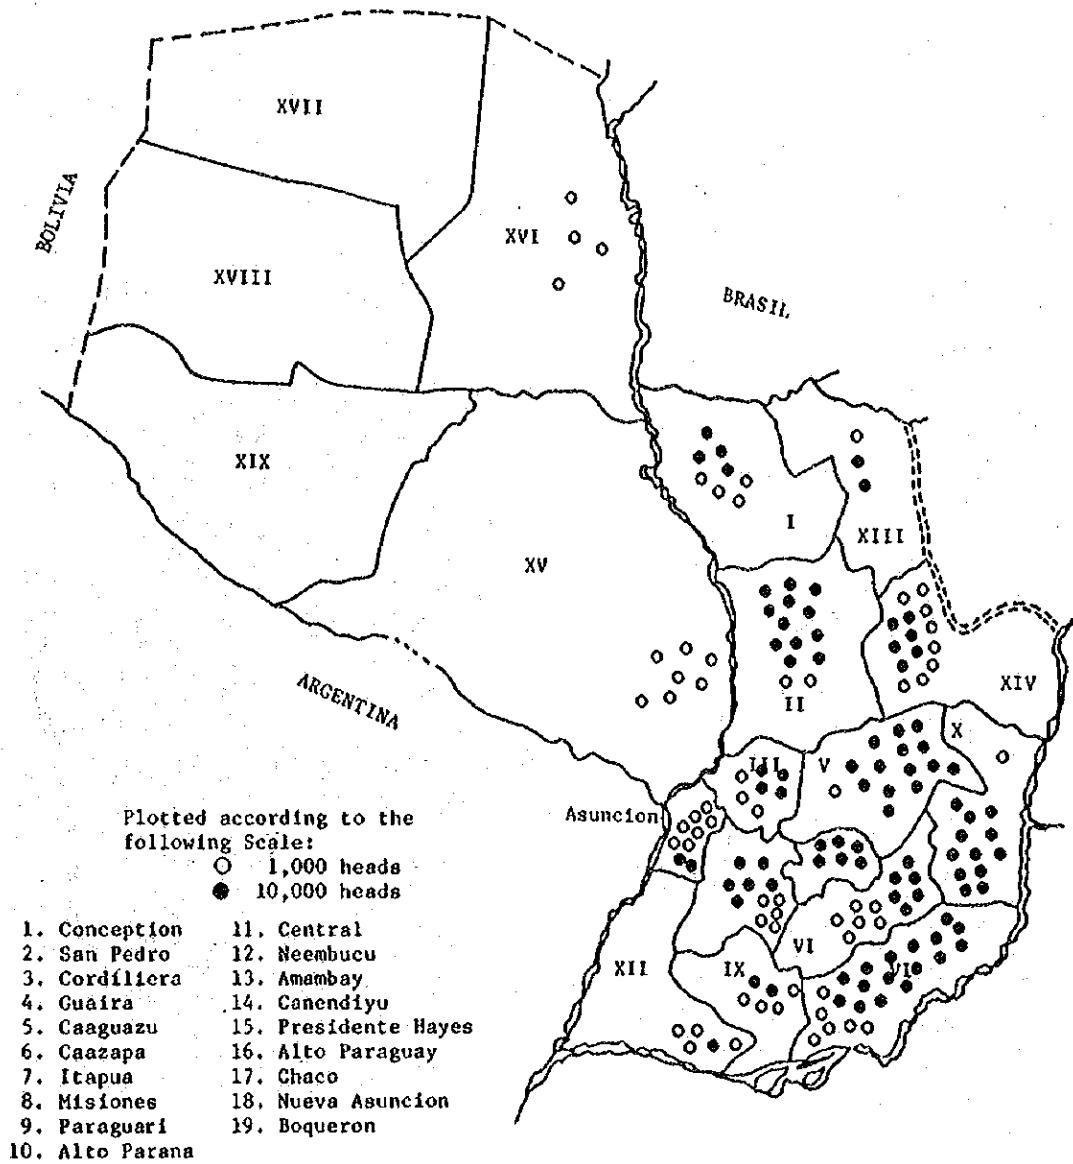 XVII
BOLIVIA
XVI
XVIII
BRASIL
XIX
I
XIII
XV
ARGENTINA
XIV
II
X
III
V
Asuncion
Plotted according to the
following Scale:
1,000 heads
10,000 heads
VI
XII
IX
VI
1. Conception
2. San Pedro
3. Cordillera
4. Guaira
5. Caaguazu
6. Caazapa
7. Itapua
8. Misiones
9. Paraguari
10. Alto Parana
11. Central
12. Neembucu
13. Amambay
14. Canendiyu
15. Presidente Hayes
16. Alto Paraguay
17. Chaco
18. Nueva Asuncion
19. Boqueron